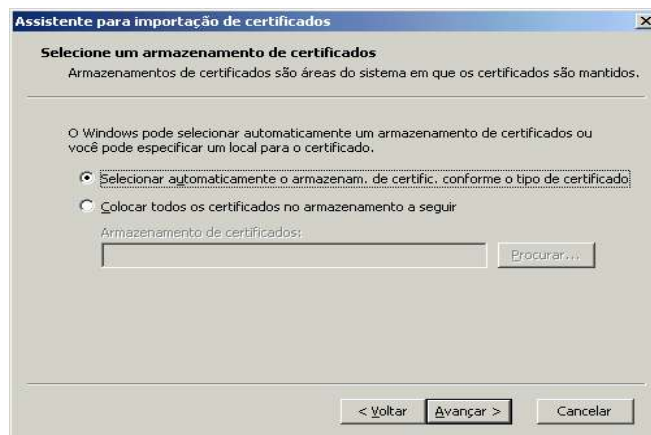 Assistente para importação de certificados
Selecione um armazenamento de certificados
Armazenamentos de certificados são áreas do sistema em que os certificados são mantidos.
O Windows pode selecionar automaticamente um armazenamento de certificados ou
você pode especificar um local para o certificado.
Selecionar automaticamente o armazenam. de certific. conforme o tipo de certificado
Colocar todos os certificados no armazenamento a seguir
Armazenamento de certificados:
Procurar...
< Voltar Avançar > Cancelar